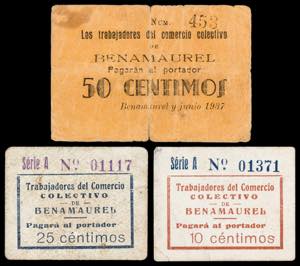 NÚM. 453
Los trabajadores del comercio colectivo
DE
BENAMAUREL
Pagarán al portador
50 CENTIMOS
Benamaurel y junio 1937
Série A Nº 01117
Trabajadores del Comercio
COLECTIVO
DE
BENAMAUREL
Pagará al portador
25 céntimos
Série A Nº 01371
Trabajadores del Comercio
COLECTIVO
DE
BENAMAUREL
Pagará al portador
10 céntimos